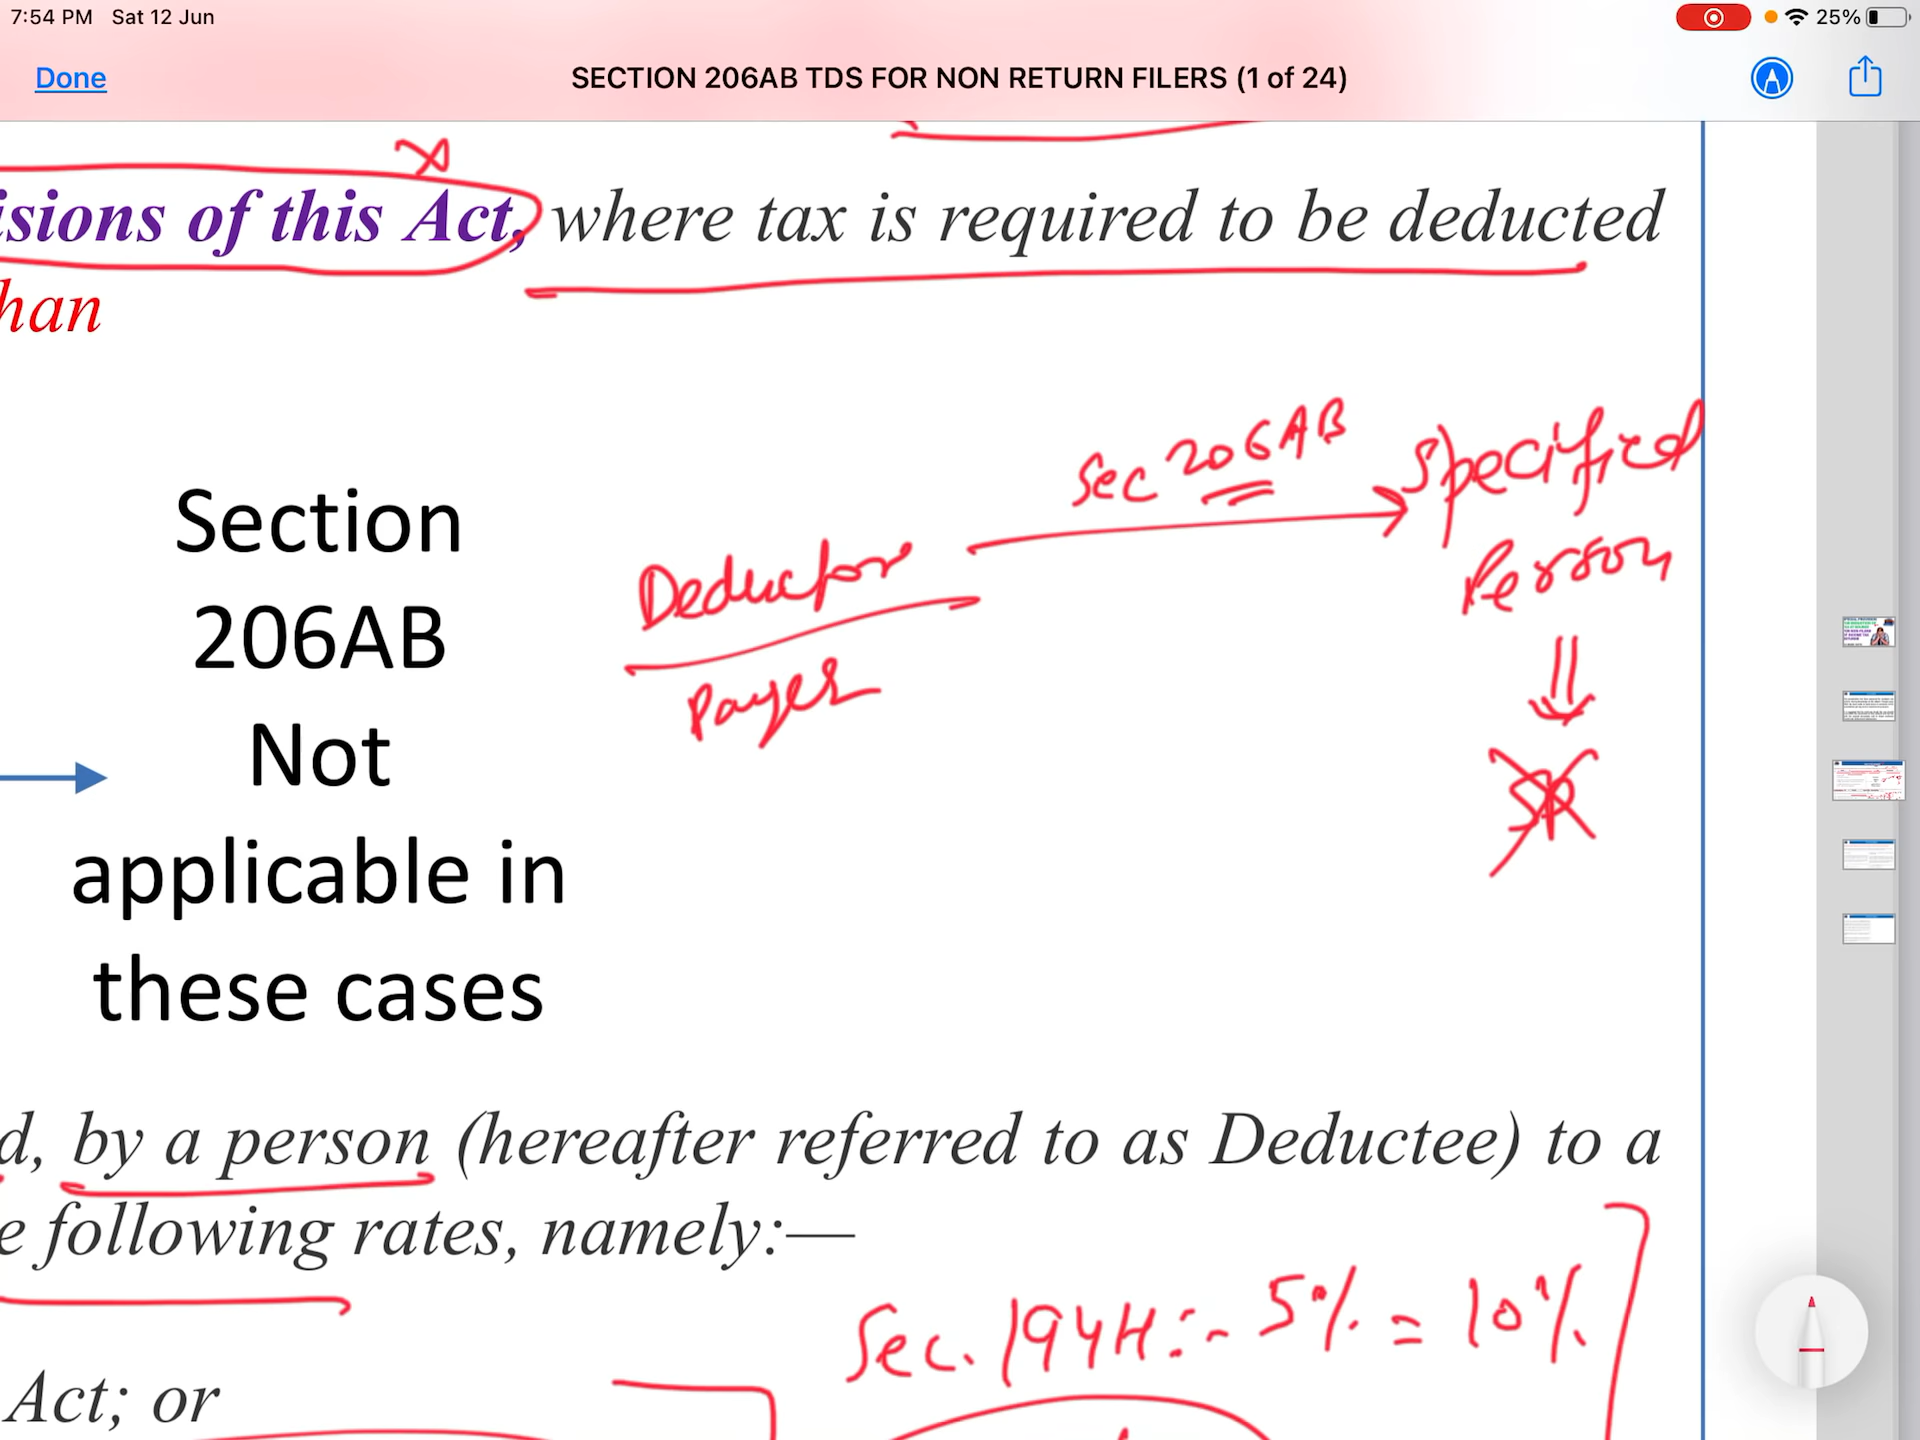 7:54 PM Sat 12 Jun
25%
Done
SECTION 206AB TDS FOR NON RETURN FILERS (1 of 24)
isions of this Act, where tax is required to be deducted
han
Section
206AB
Not
applicable in
these cases
Sec 206AB
Specified
Person
Deductor
Payer
SP
d, by a person (hereafter referred to as Deductee) to a
e following rates, namely:—
Sec. 194H:- 5% = 10%
Act; or